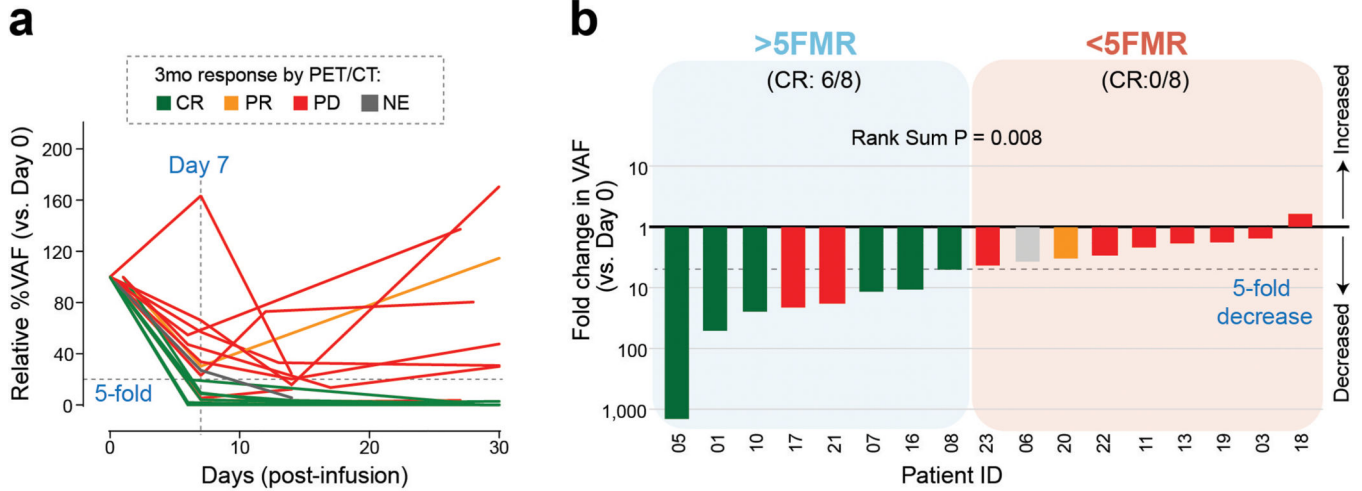 a
3mo response by PET/CT:
CR PR PD NE
Relative %VAF (vs. Day 0)
200
160
120
80
40
0
Day 7
5-fold
0 10 20 30
Days (post-infusion)
b
>5FMR <5FMR
(CR: 6/8) (CR:0/8)
Rank Sum P = 0.008
Fold change in VAF
(vs. Day 0)
10
1
10
100
1,000
5-fold
decrease
Increased
Decreased
05 01 10 17 21 07 16 08 23 06 20 22 11 13 19 03 18
Patient ID